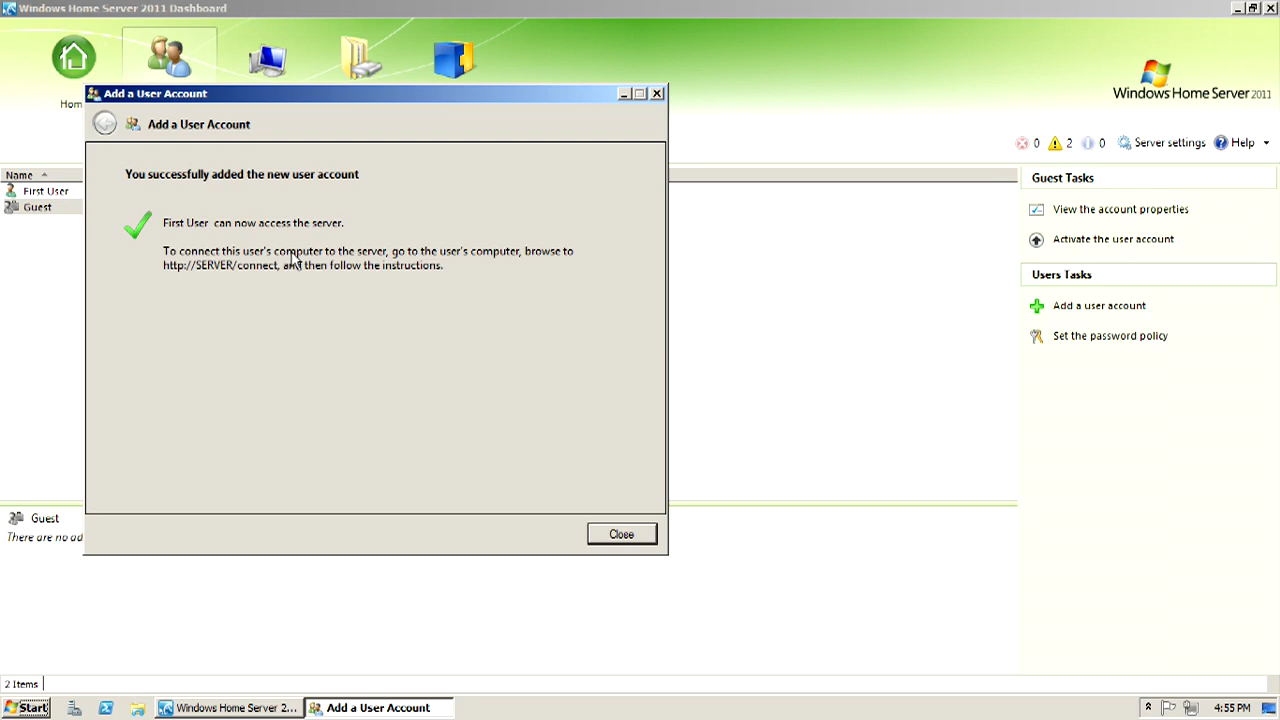 Windows Home Server 2011 Dashboard
Hom
Windows Home Server 2011
0 2 0 Server settings Help
Add a User Account
Add a User Account
You successfully added the new user account
First User can now access the server.
To connect this user's computer to the server, go to the user's computer, browse to
http://SERVER/connect, and then follow the instructions.
Close
Name
First User
Guest
Guest Tasks
View the account properties
Activate the user account
Users Tasks
Add a user account
Set the password policy
Guest
There are no ad
2 Items
Start
Windows Home Server 2...
Add a User Account
4:55 PM